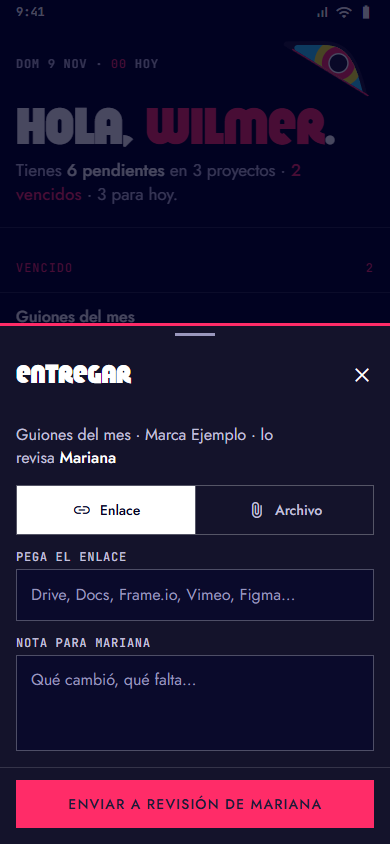 9:41
DOM 9 NOV · 00 HOY
HOLA, WILMER.
Tienes 6 pendientes en 3 proyectos · 2
vencidos · 3 para hoy.
VENCIDO 2
Guiones del mes
ENTREGAR
Guiones del mes · Marca Ejemplo · lo
revisa Mariana
Enlace Archivo
PEGA EL ENLACE
Drive, Docs, Frame.io, Vimeo, Figma...
NOTA PARA MARIANA
Qué cambió, qué falta...
ENVIAR A REVISIÓN DE MARIANA